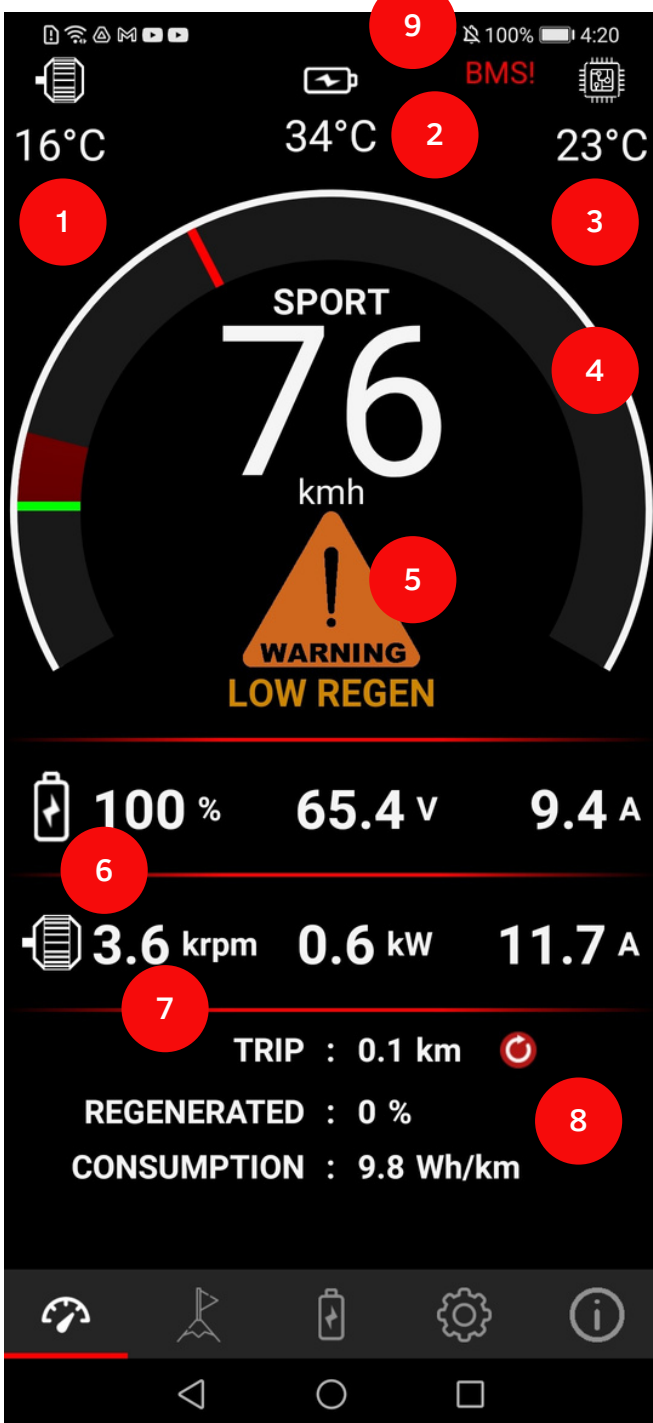 9
100% 4:20
BMS!
16°C 34°C 2 23°C
1 3
SPORT
76
4
kmh
5
WARNING
LOW REGEN
100 % 65.4 V 9.4 A
6
3.6 krpm 0.6 kW 11.7 A
7
TRIP : 0.1 km
REGENERATED : 0 %
8
CONSUMPTION : 9.8 Wh/km